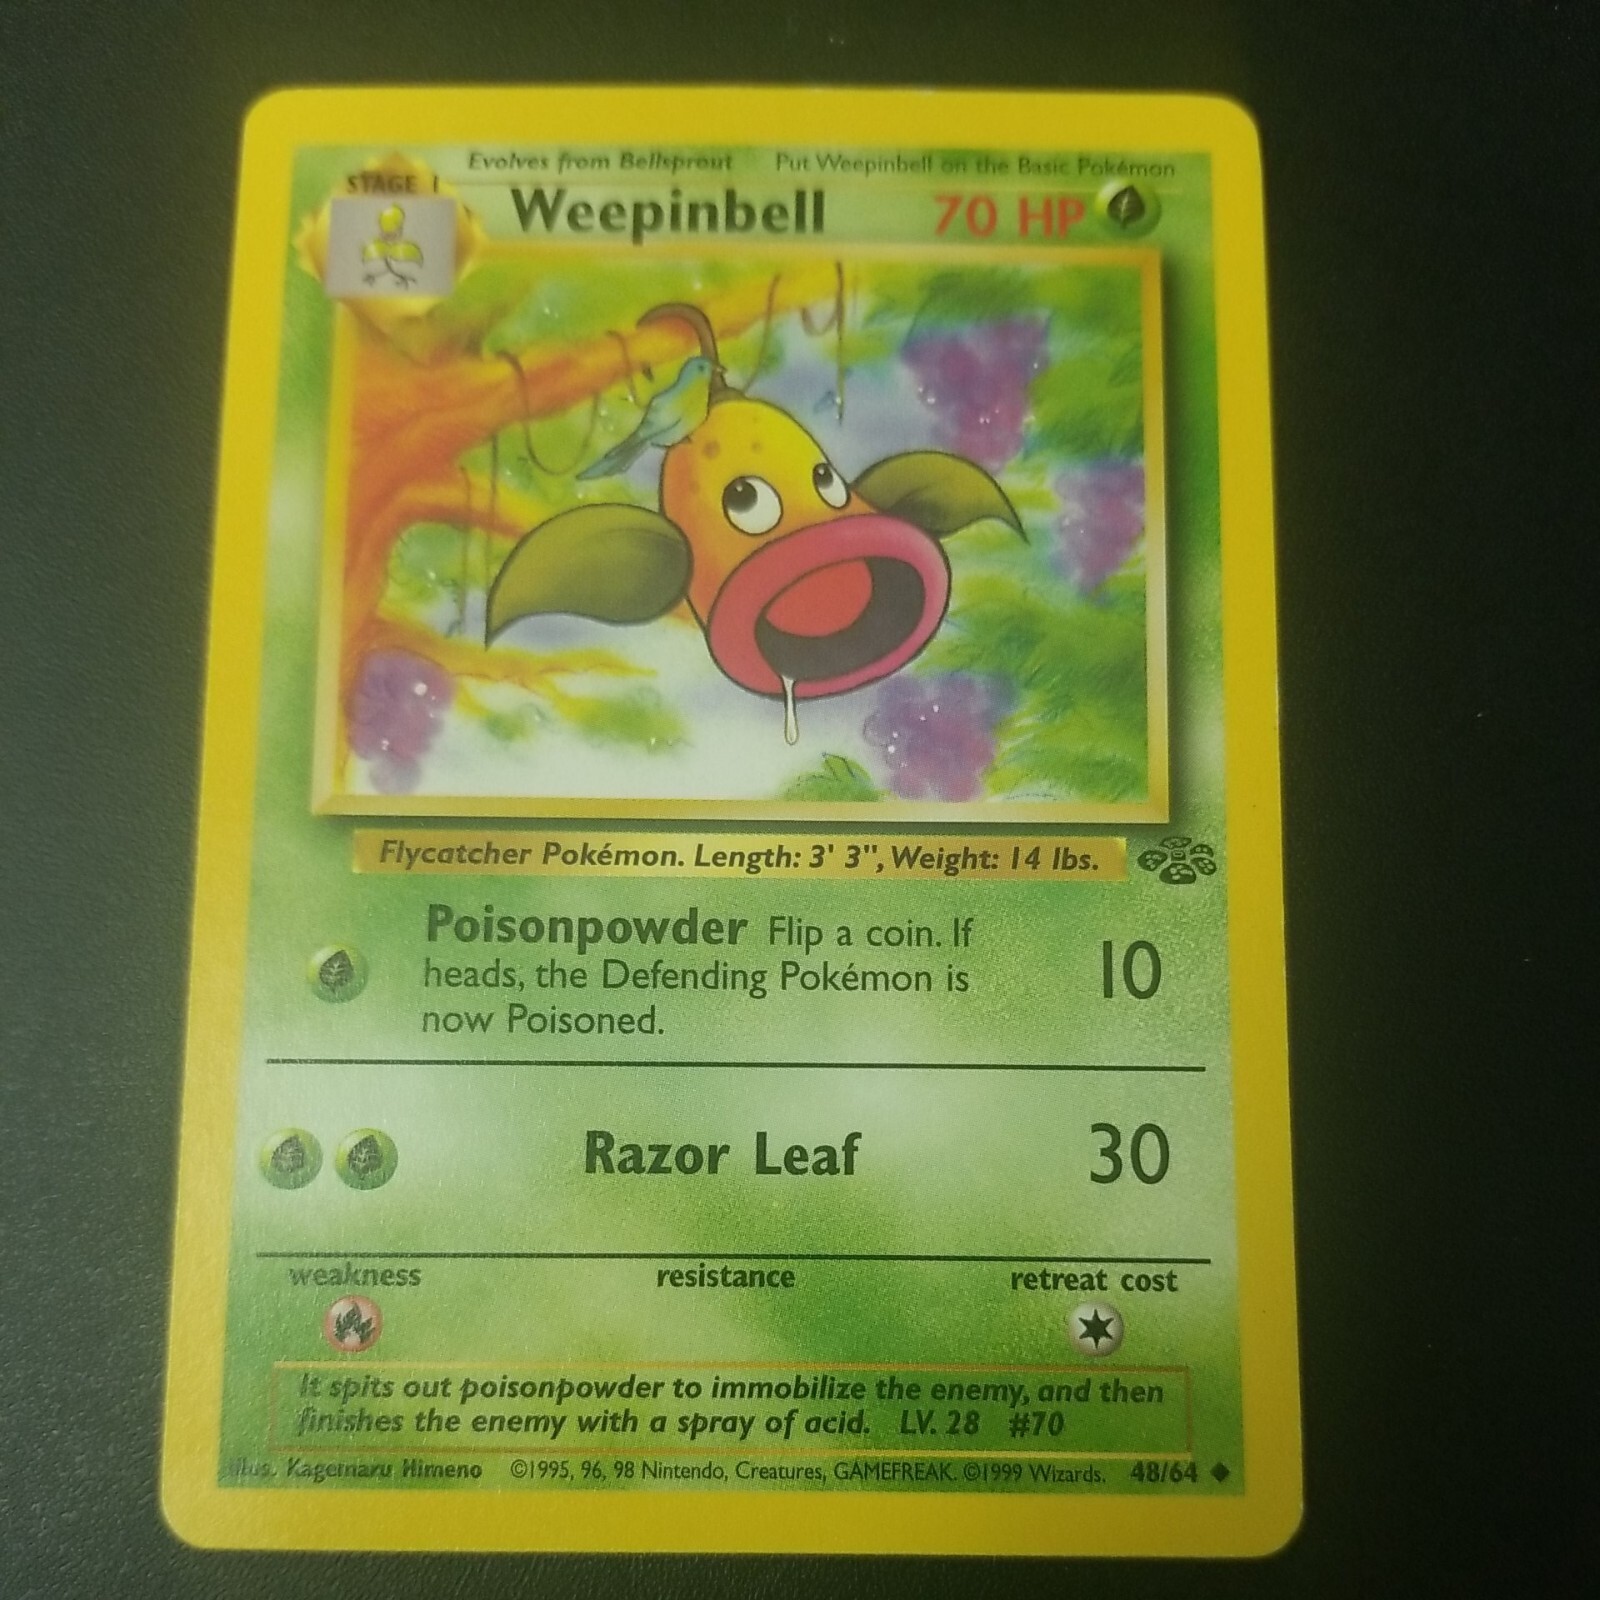 Evolves from Bellsprout Put Weepinbell on the Basic Pokémon
STAGE 1
Weepinbell 70 HP
Flycatcher Pokémon. Length: 3' 3", Weight: 14 lbs.
Poisonpowder Flip a coin. If
heads, the Defending Pokémon is
now Poisoned.
10
Razor Leaf 30
weakness resistance retreat cost
It spits out poisonpowder to immobilize the enemy, and then
finishes the enemy with a spray of acid. LV. 28 #70
Illus. Kagemaru Himeno ©1995, 96, 98 Nintendo, Creatures, GAMEFREAK. ©1999 Wizards. 48/64